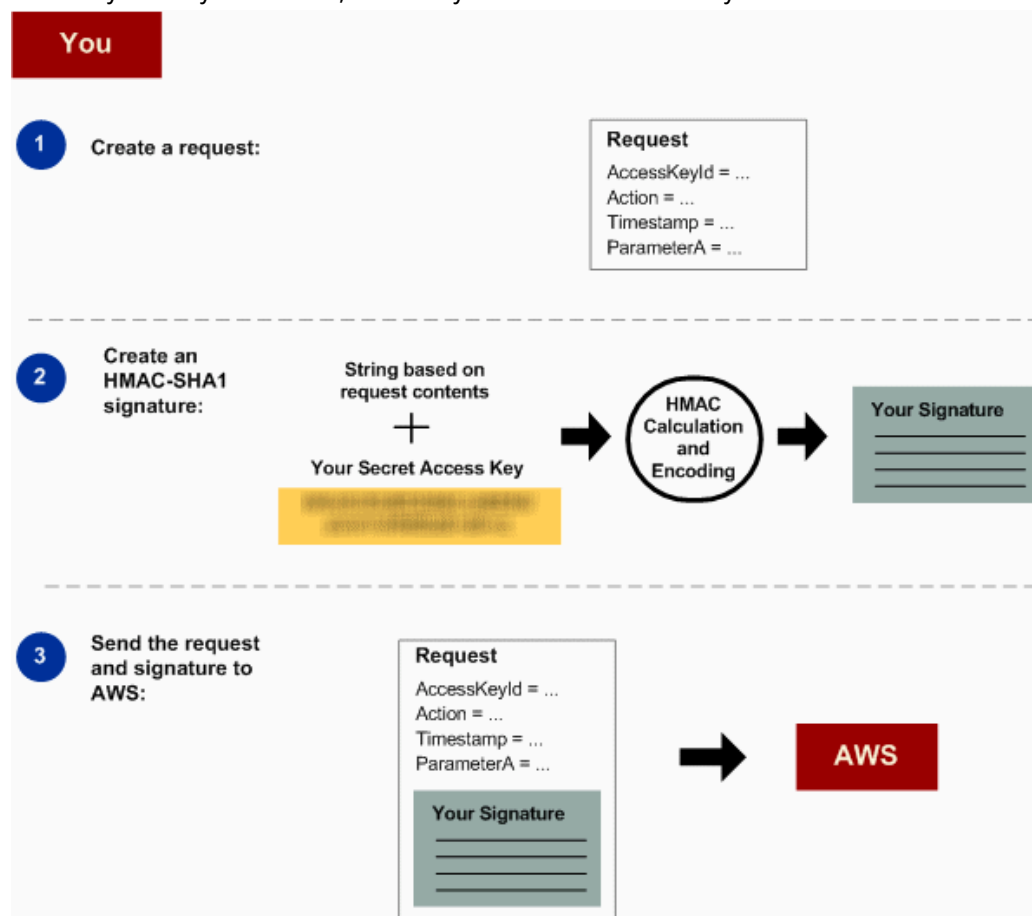 You
1
Create a request:
Request
AccessKeyId = ...
Action = ...
Timestamp = ...
ParameterA = ...
2
Create an
HMAC-SHA1
signature:
String based on
request contents
+
Your Secret Access Key
HMAC
Calculation
and
Encoding
Your Signature
3
Send the request
and signature to
AWS:
Request
AccessKeyId = ...
Action = ...
Timestamp = ...
ParameterA = ...
Your Signature
AWS